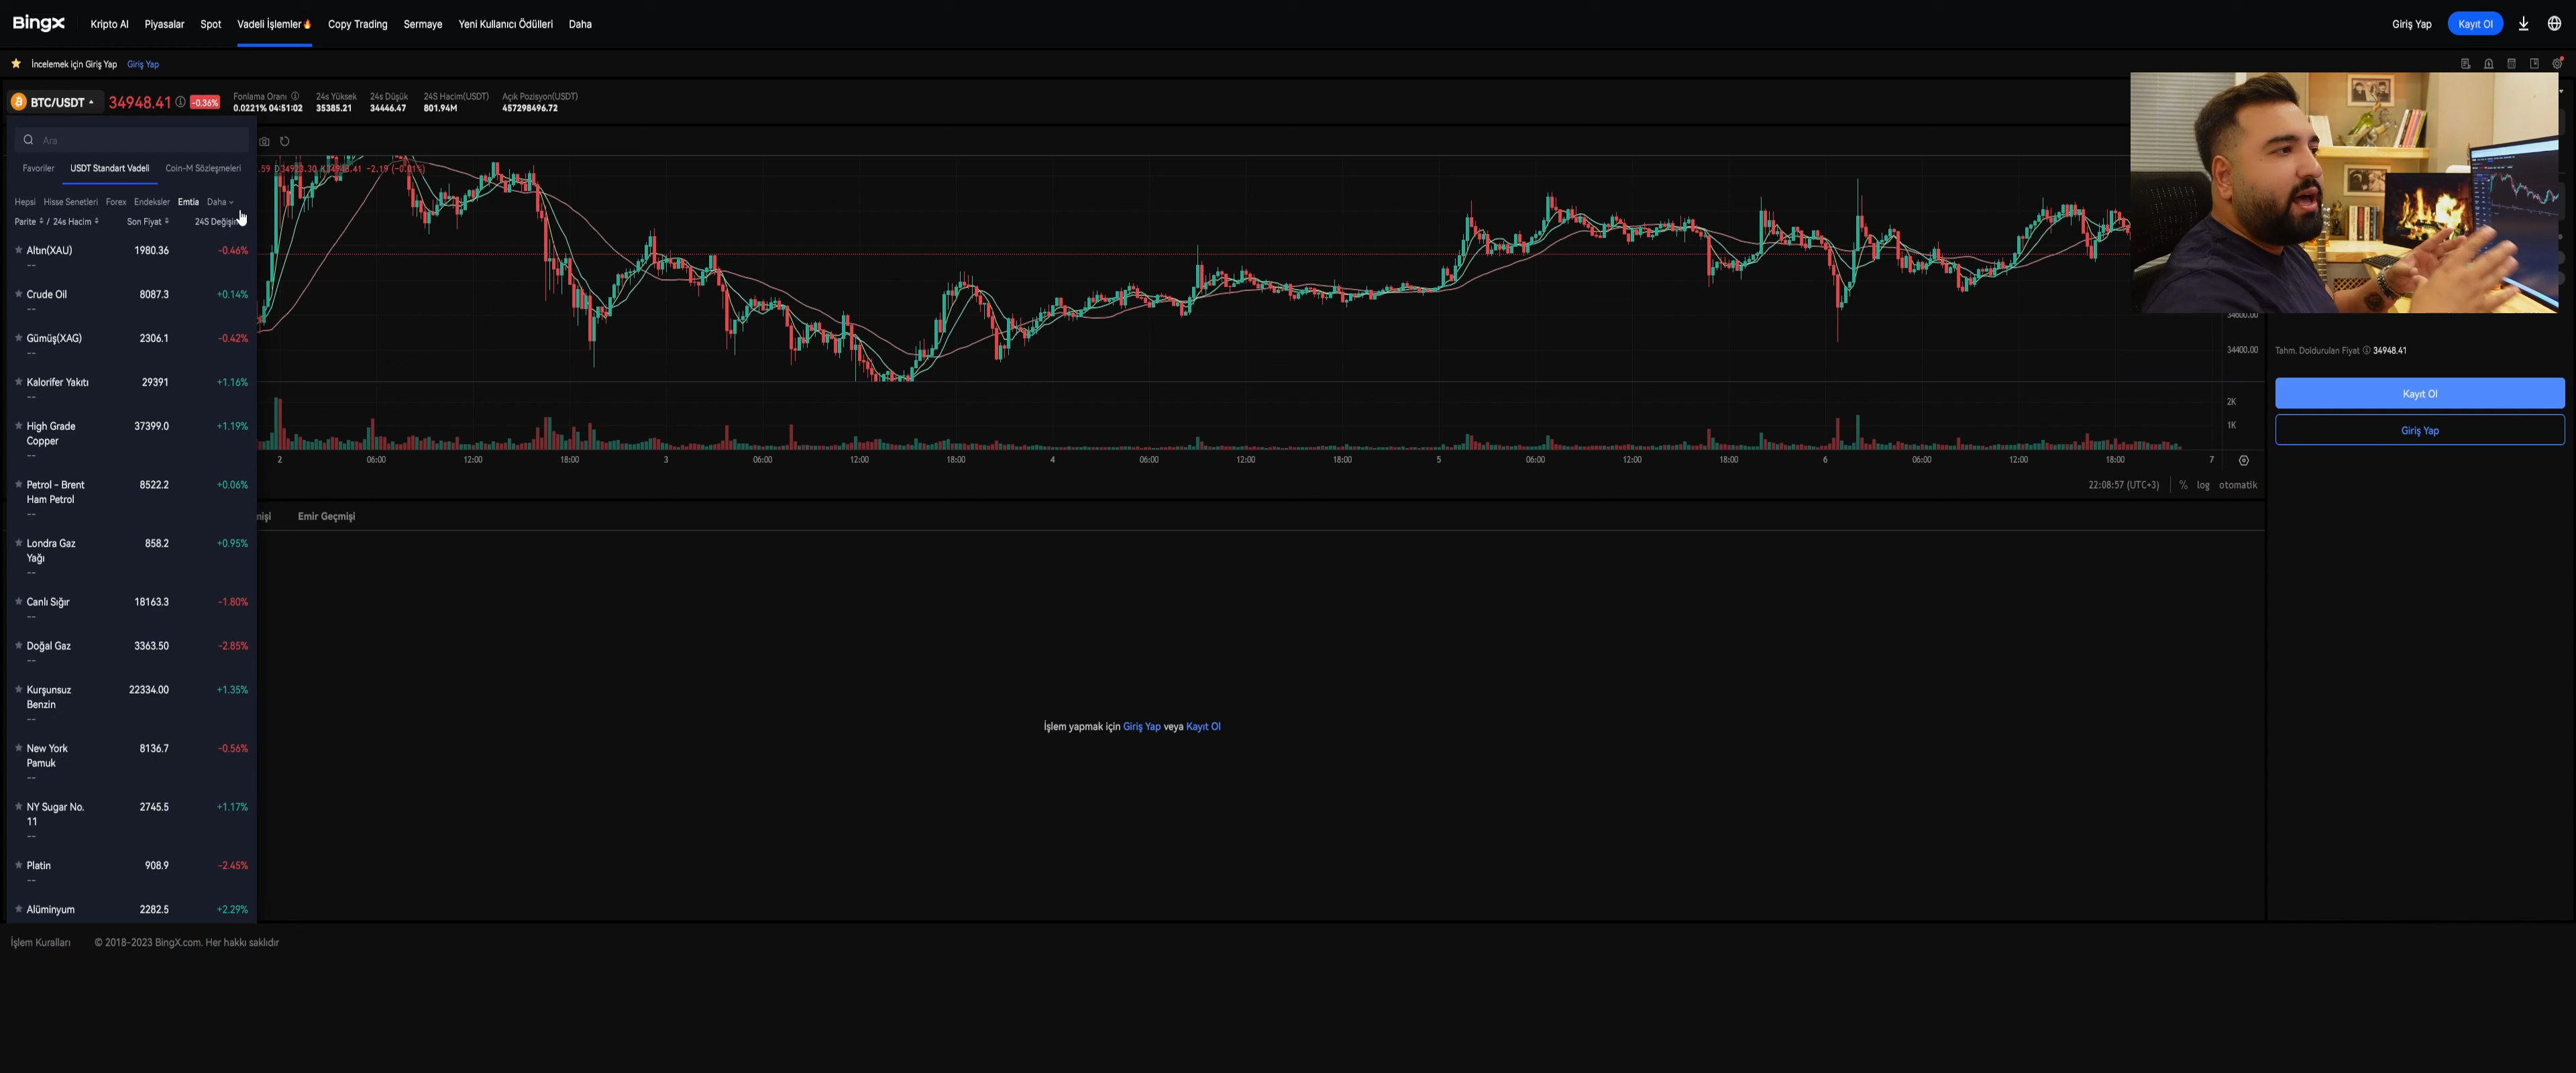 BingX Kripto AI Piyasalar Spot Vadeli İşlemler Copy Trading Sermaye Yeni Kullanıcı Ödülleri Daha Giriş Yap Kayıt Ol
İncelemek için Giriş Yap Giriş Yap
BTC/USDT 34948.41 -0.36%
Fonlama Oranı 24s Yüksek 24s Düşük 24S Hacim(USDT) Açık Pozisyon(USDT)
0.0221% 04:51:02 35385.21 34446.47 801.94M 457298496.72
Ara
Favoriler USDT Standart Vadeli Coin-M Sözleşmeleri
Hepsi Hisse Senetleri Forex Endeksler Emtia Daha
Parite / 24s Hacim Son Fiyat 24S Değişim
Altın(XAU) 1980.36 -0.46%
--
Crude Oil 8087.3 +0.14%
--
Gümüş(XAG) 2306.1 -0.42%
--
Kalorifer Yakıtı 29391 +1.16%
--
High Grade 37399.0 +1.19%
Copper
--
Petrol - Brent 8522.2 +0.06%
Ham Petrol
--
Londra Gaz 858.2 +0.95%
Yağı
--
Canlı Sığır 18163.3 -1.80%
--
Doğal Gaz 3363.50 -2.85%
--
Kurşunsuz 22334.00 +1.35%
Benzin
--
New York 8136.7 -0.56%
Pamuk
--
NY Sugar No. 2745.5 +1.17%
11
--
Platin 908.9 -2.45%
--
Alüminyum 2282.5 +2.29%
-2.19 (-0.01%)
34600.00
34400.00
2K
1K
2 06:00 12:00 18:00 3 06:00 12:00 18:00 4 06:00 12:00 18:00 5 06:00 12:00 18:00 6 06:00 12:00 18:00 7
22:08:57 (UTC+3) % log otomatik
mişi Emir Geçmişi
İşlem yapmak için Giriş Yap veya Kayıt Ol
Tahm. Doldurulan Fiyat 34948.41
Kayıt Ol
Giriş Yap
İşlem Kuralları © 2018-2023 BingX.com. Her hakkı saklıdır